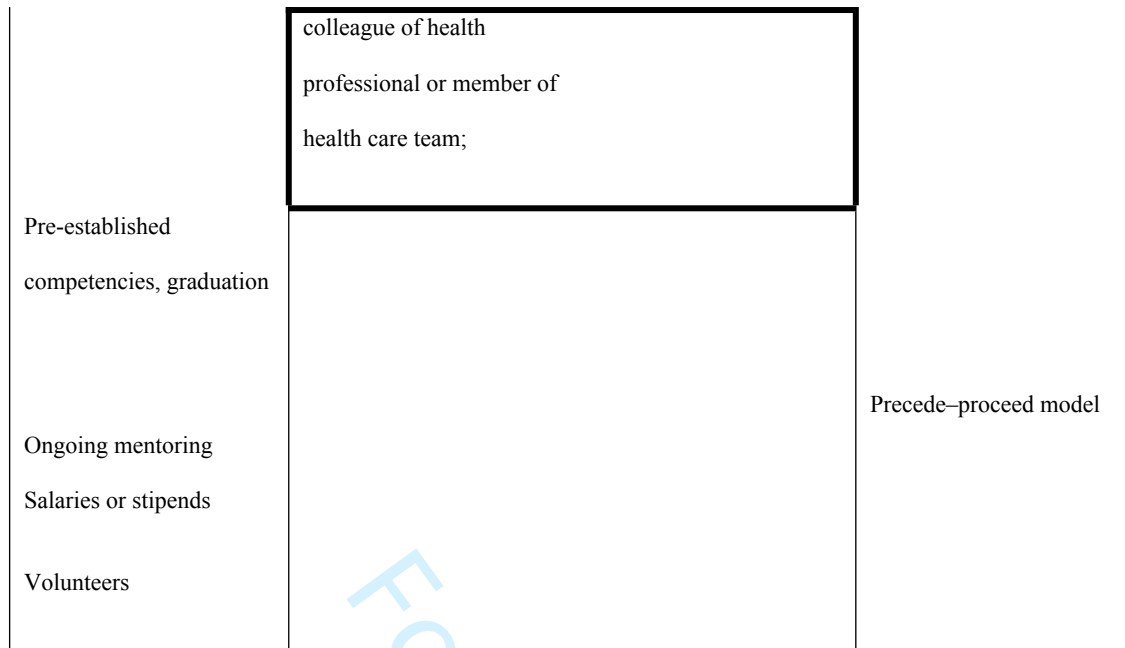 colleague of health
professional or member of
health care team;
Pre-established
competencies, graduation
Precede–proceed model
Ongoing mentoring
Salaries or stipends
Volunteers
Fo